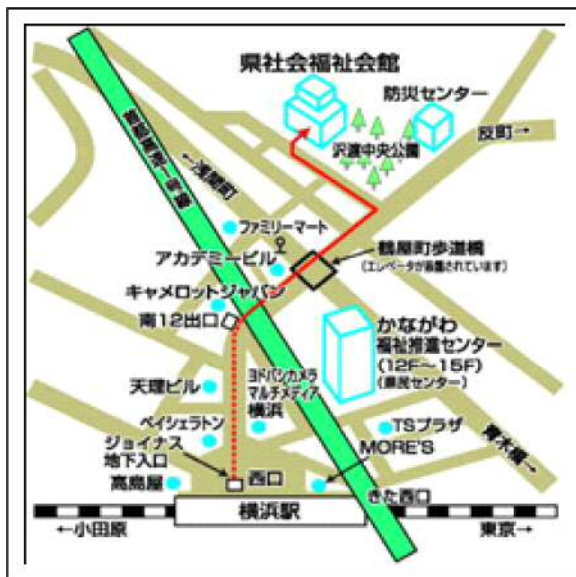 県社会福祉会館
防災センター
沢渡中央公園
反町→
←浅間町
ファミリーマート
アカデミービル
鶴屋町歩道橋
(エレベータが設置されています)
キャメロットジャパン
南12出口
かながわ
福祉推進センター
(12F〜15F)
(県民センター)
ヨドバシカメラ
マルチメディア
横浜
天理ビル
ベイシェラトン
TSプラザ
青木橋→
ジョイナス
地下入口
MORE'S
高島屋
西口
きた西口
横浜駅
←小田原
東京→